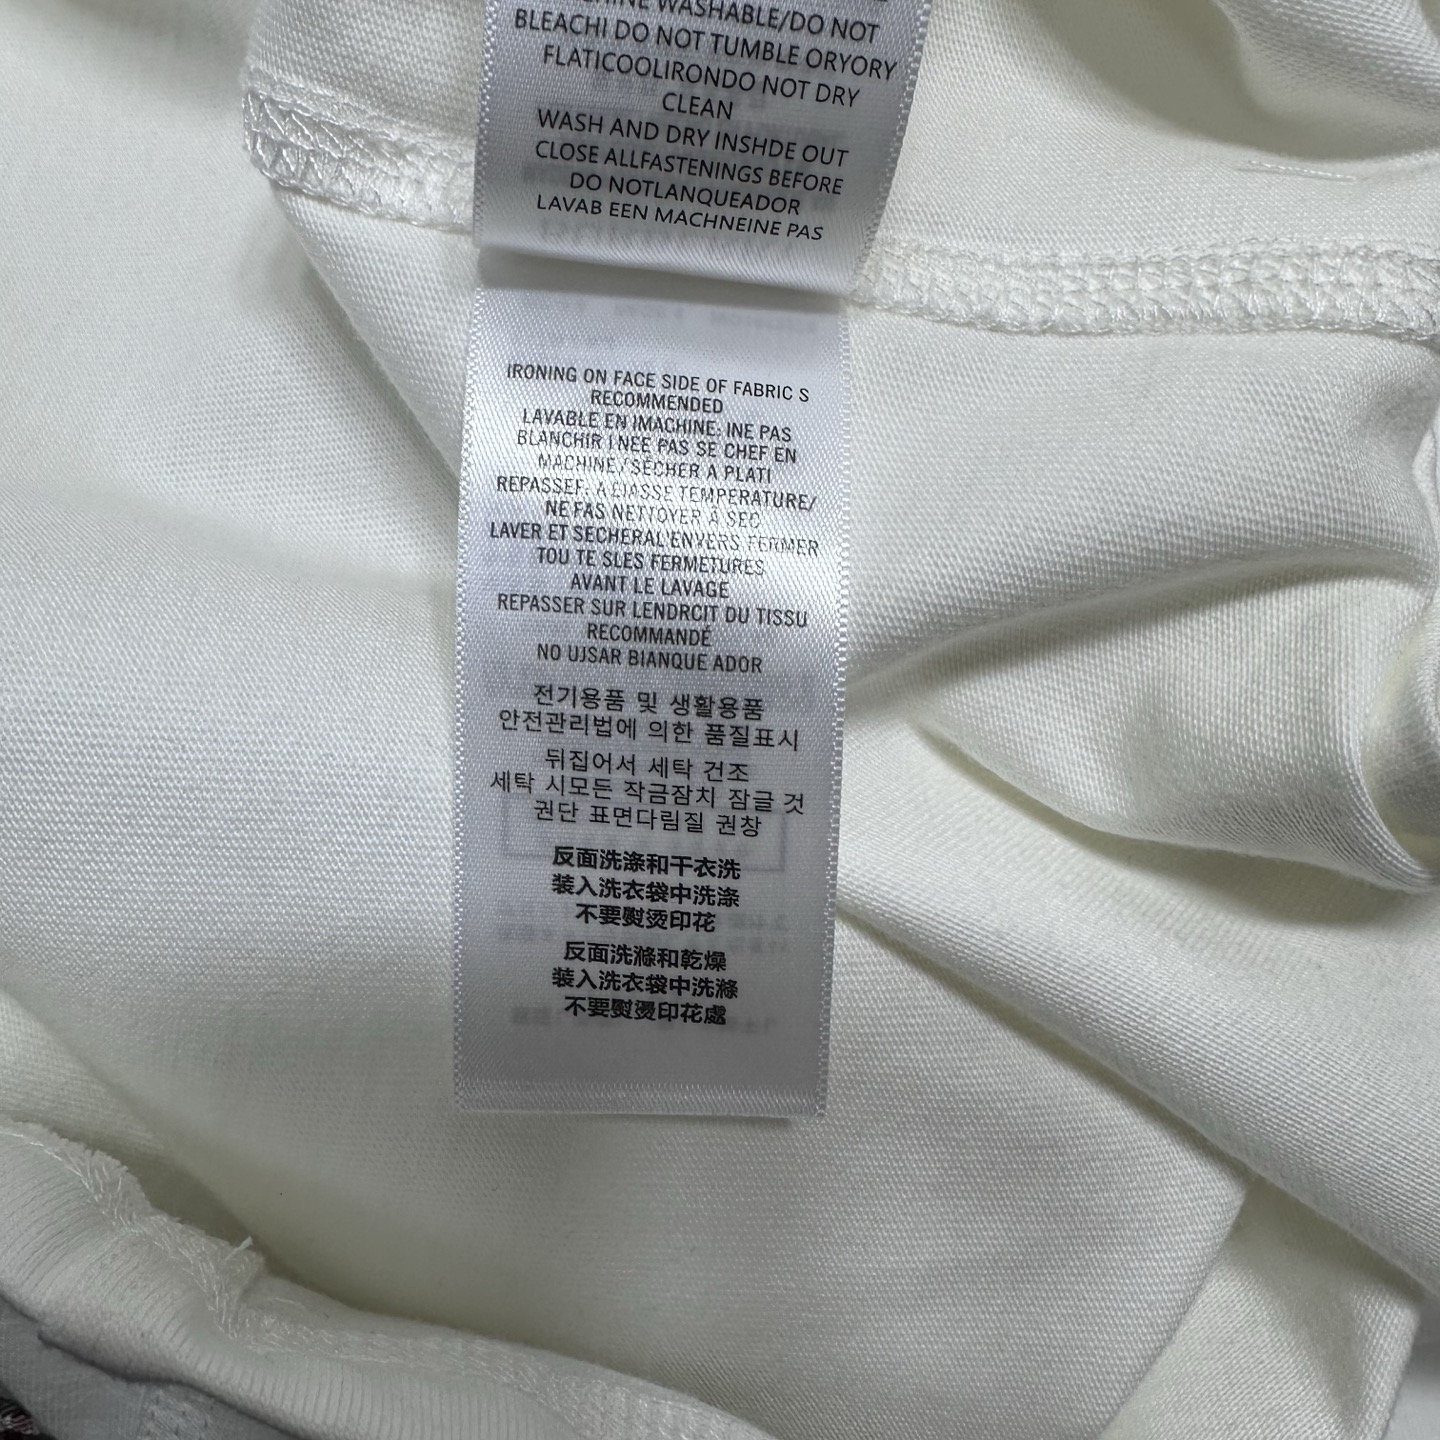 WASHABLE/DO NOT
BLEACHI DO NOT TUMBLE ORYORY
FLATICOOLIRONDO NOT DRY
CLEAN
WASH AND DRY INSHDE OUT
CLOSE ALLFASTENINGS BEFORE
DO NOTLANQUEADOR
LAVAB EEN MACHNEINE PAS
IRONING ON FACE SIDE OF FABRIC S
RECOMMENDED
LAVABLE EN IMACHINE: INE PAS
BLANCHIR I NEE PAS SE CHEF EN
MACHINE/SÉCHER A PLATI
REPASSEF: A CIASSE TEMPERATURE/
NE FAS NETTOYER À SEC
LAVER ET SECHERAL'ENVERS FERMER
TOU TE SLES FERMETURES
AVANT LE LAVAGE
REPASSER SUR LENDRCIT DU TISSU
RECOMMANDÉ
NO UJSAR BIANQUE ADOR
전기용품 및 생활용품
안전관리법에 의한 품질표시
뒤집어서 세탁 건조
세탁 시모든 작금잠치 잠글 것
권단 표면다림질 권창
反面洗涤和干衣洗
装入洗衣袋中洗涤
不要熨烫印花
反面洗滌和乾燥
装入洗衣袋中洗滌
不要熨燙印花處